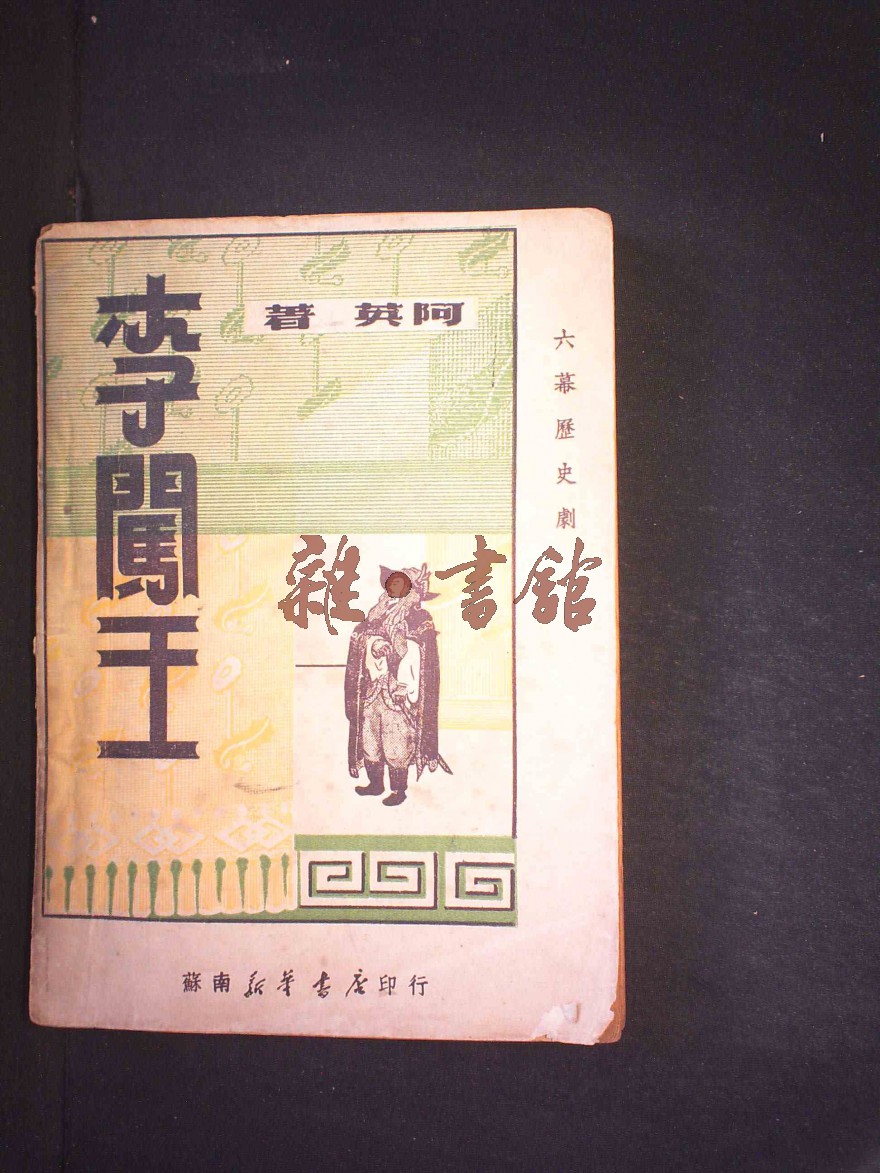 李闖王
阿英 著
六幕歷史劇
雜·書館
蘇南新華書店印行